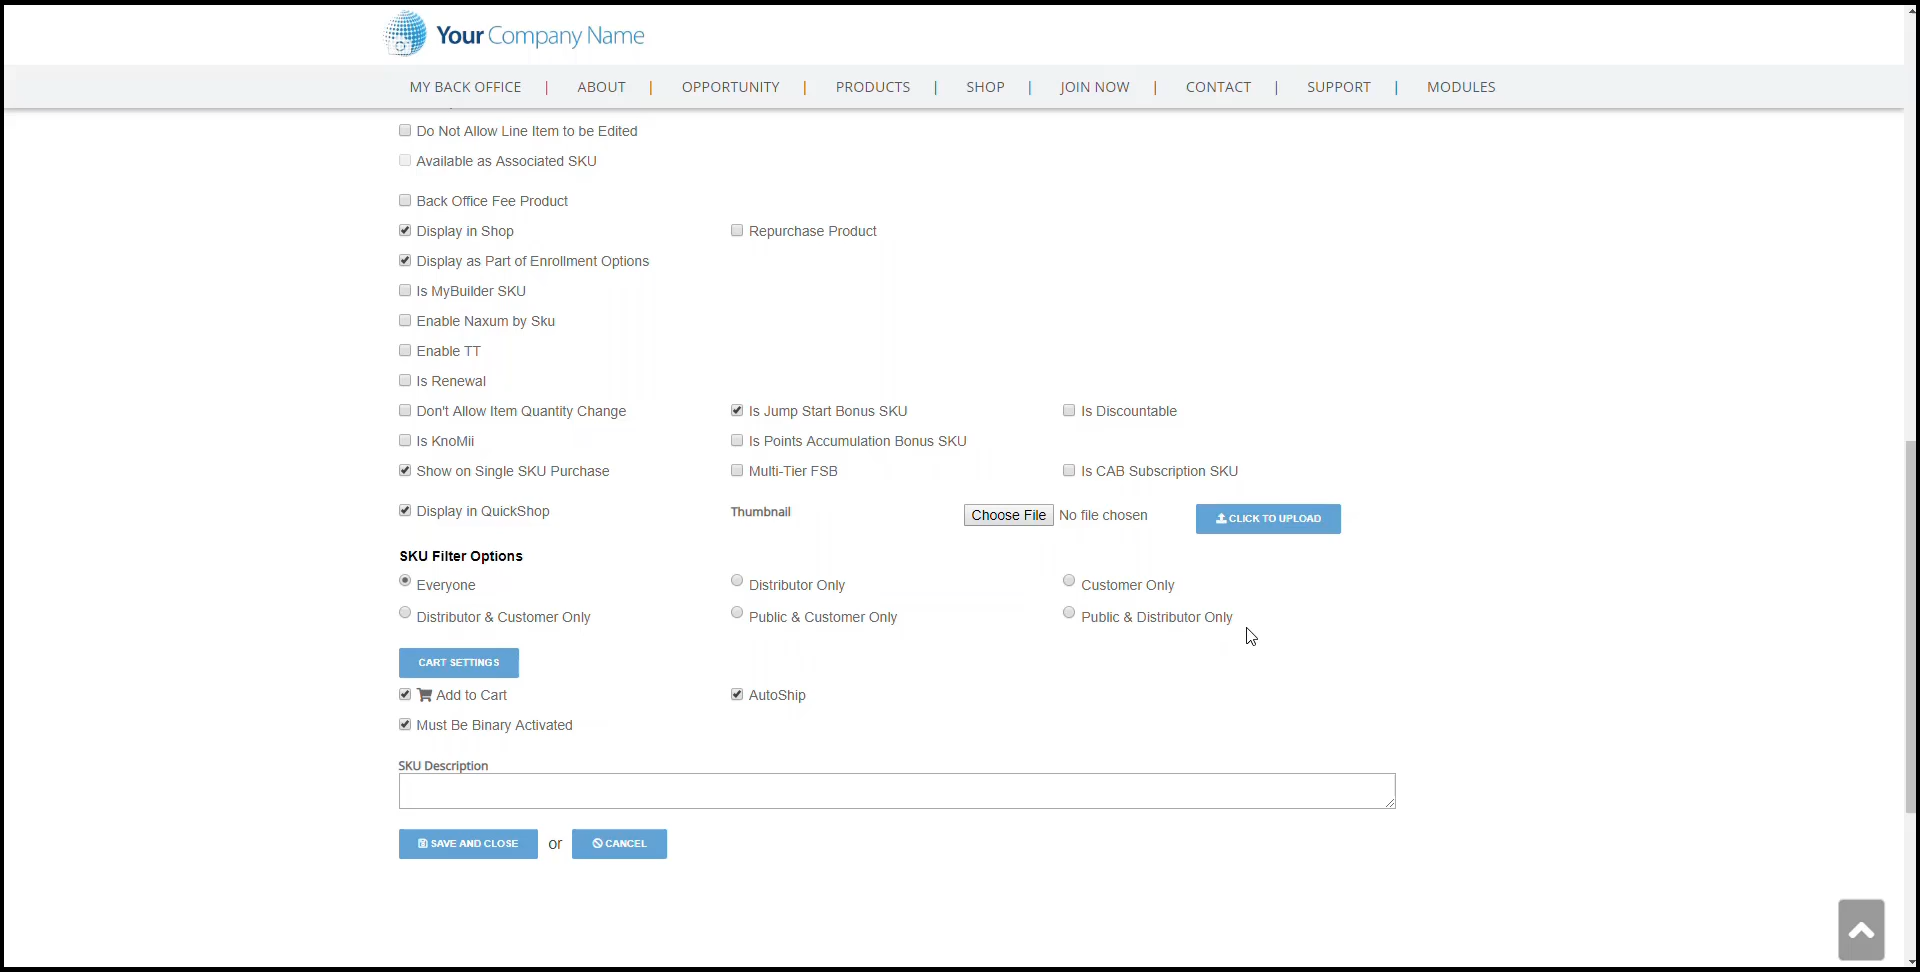 Your Company Name
MY BACK OFFICE | ABOUT | OPPORTUNITY | PRODUCTS | SHOP | JOIN NOW | CONTACT | SUPPORT | MODULES
Do Not Allow Line Item to be Edited
Available as Associated SKU
Back Office Fee Product
Display in Shop Repurchase Product
Display as Part of Enrollment Options
Is MyBuilder SKU
Enable Naxum by Sku
Enable TT
Is Renewal
Don't Allow Item Quantity Change Is Jump Start Bonus SKU Is Discountable
Is KnoMii Is Points Accumulation Bonus SKU
Show on Single SKU Purchase Multi-Tier FSB Is CAB Subscription SKU
Display in QuickShop Thumbnail Choose File No file chosen CLICK TO UPLOAD
SKU Filter Options
Everyone Distributor Only Customer Only
Distributor & Customer Only Public & Customer Only Public & Distributor Only
CART SETTINGS
Add to Cart AutoShip
Must Be Binary Activated
SKU Description
SAVE AND CLOSE or CANCEL